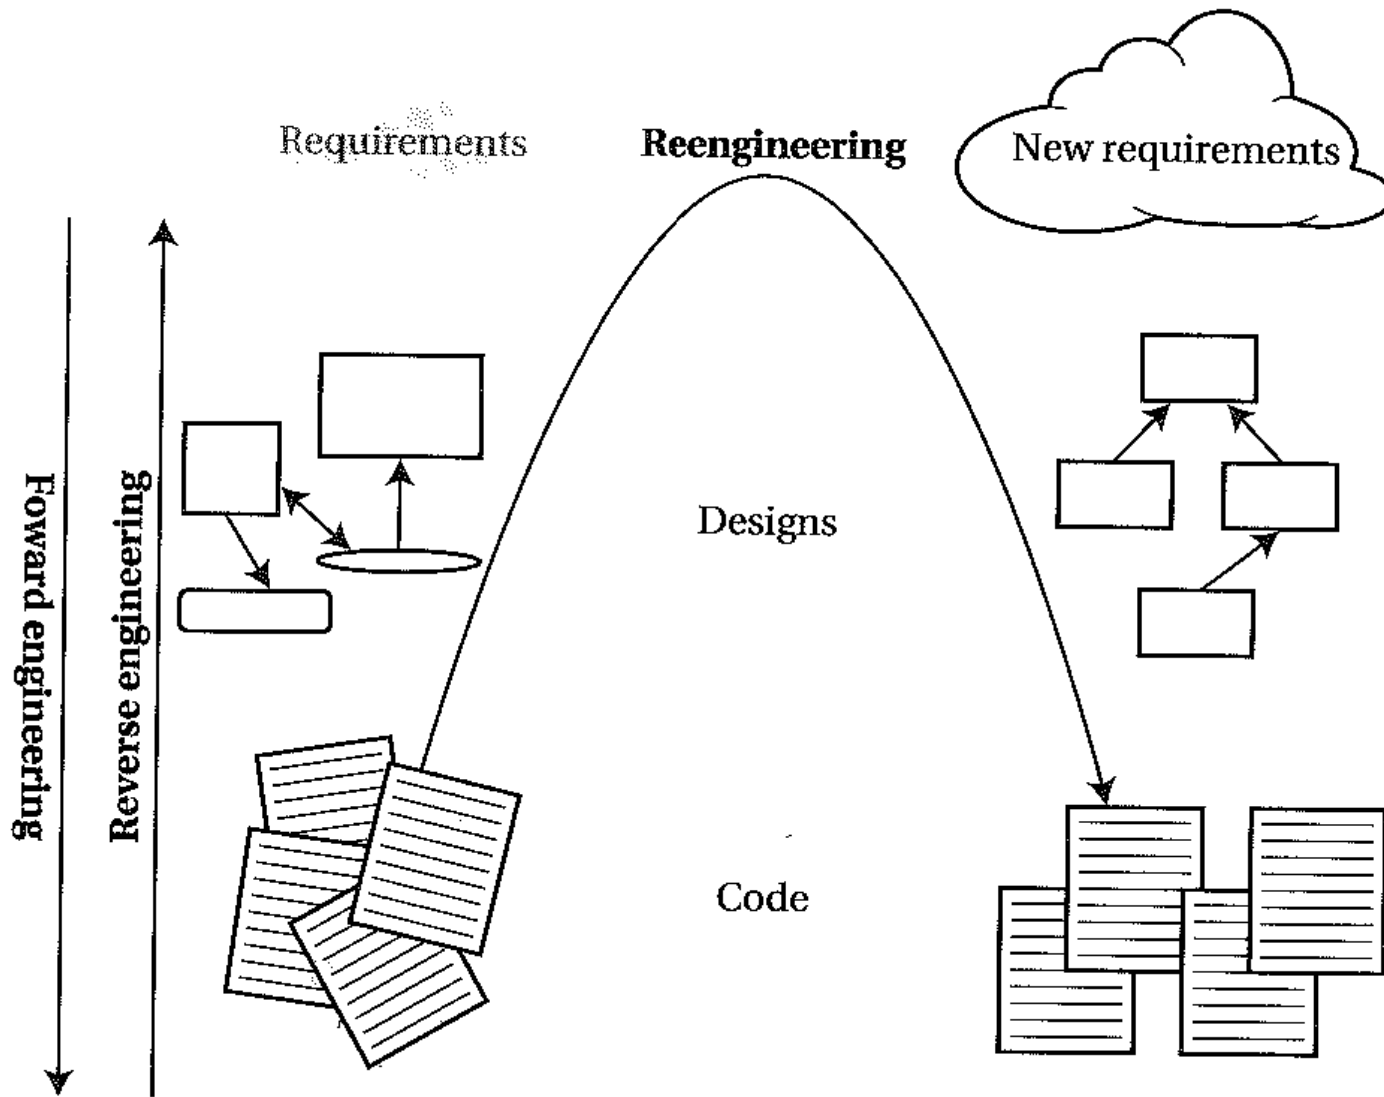 Requirements
Reengineering
New requirements
Foward engineering
Reverse engineering
Designs
Code